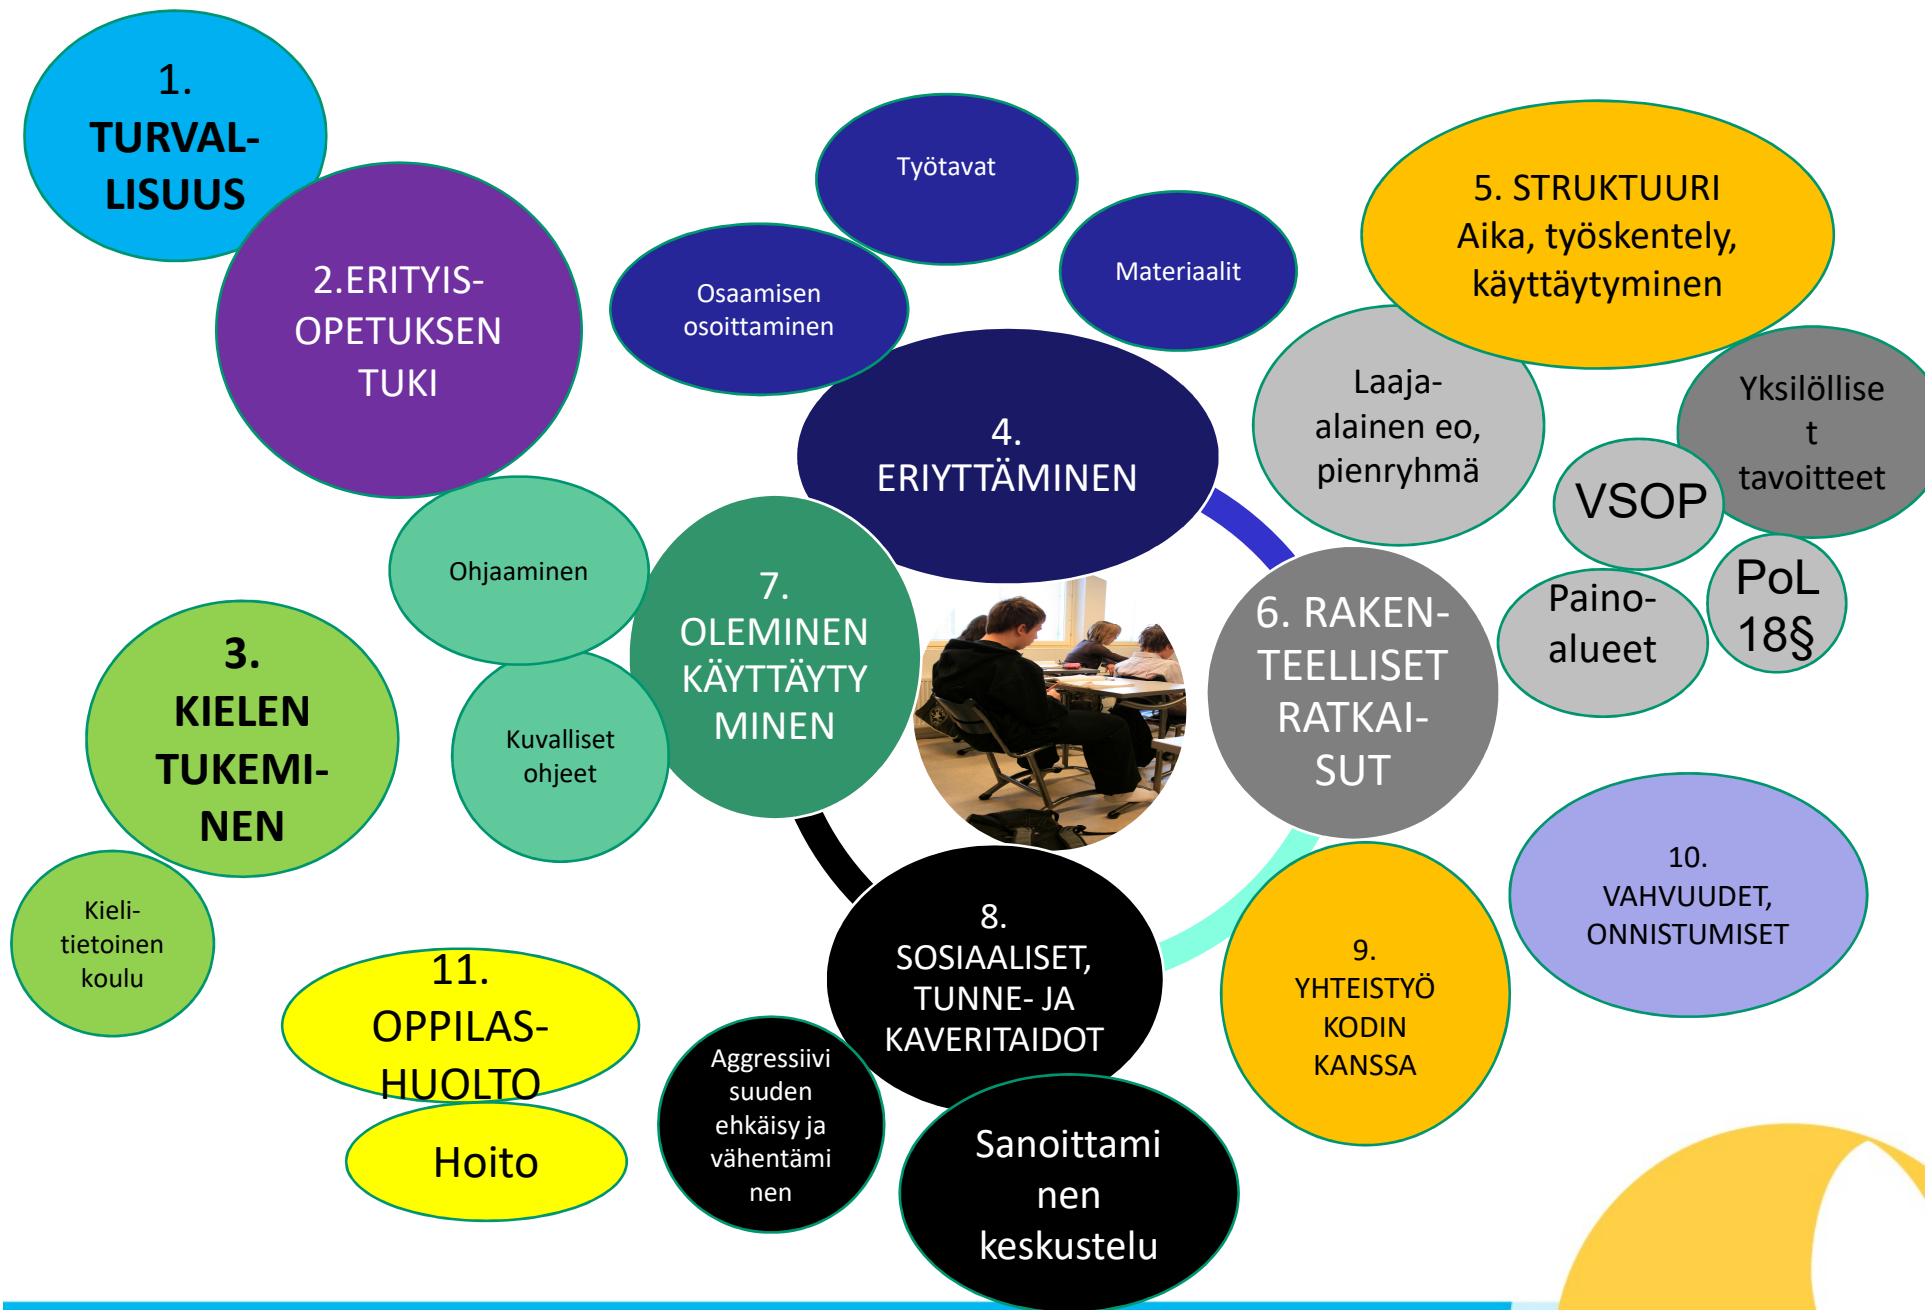 1.
TURVAL-
LISUUS
2.ERITYIS-
OPETUKSEN
TUKI
3.
KIELEN
TUKEMI-
NEN
Kieli-
tietoinen
koulu
Työtavat
Osaamisen
osoittaminen
Materiaalit
4.
ERIYTTÄMINEN
5. STRUKTUURI
Aika, työskentely,
käyttäytyminen
Laaja-
alainen eo,
pienryhmä
Yksilöllise
t
tavoitteet
VSOP
PoL
18§
Paino-
alueet
6. RAKEN-
TEELLISET
RATKAI-
SUT
7.
OLEMINEN
KÄYTTÄYTY
MINEN
Ohjaaminen
Kuvalliset
ohjeet
8.
SOSIAALISET,
TUNNE- JA
KAVERITAIDOT
Aggressiivi
suuden
ehkäisy ja
vähentämi
nen
Sanoittami
nen
keskustelu
9.
YHTEISTYÖ
KODIN
KANSSA
10.
VAHVUUDET,
ONNISTUMISET
11.
OPPILAS-
HUOLTO
Hoito